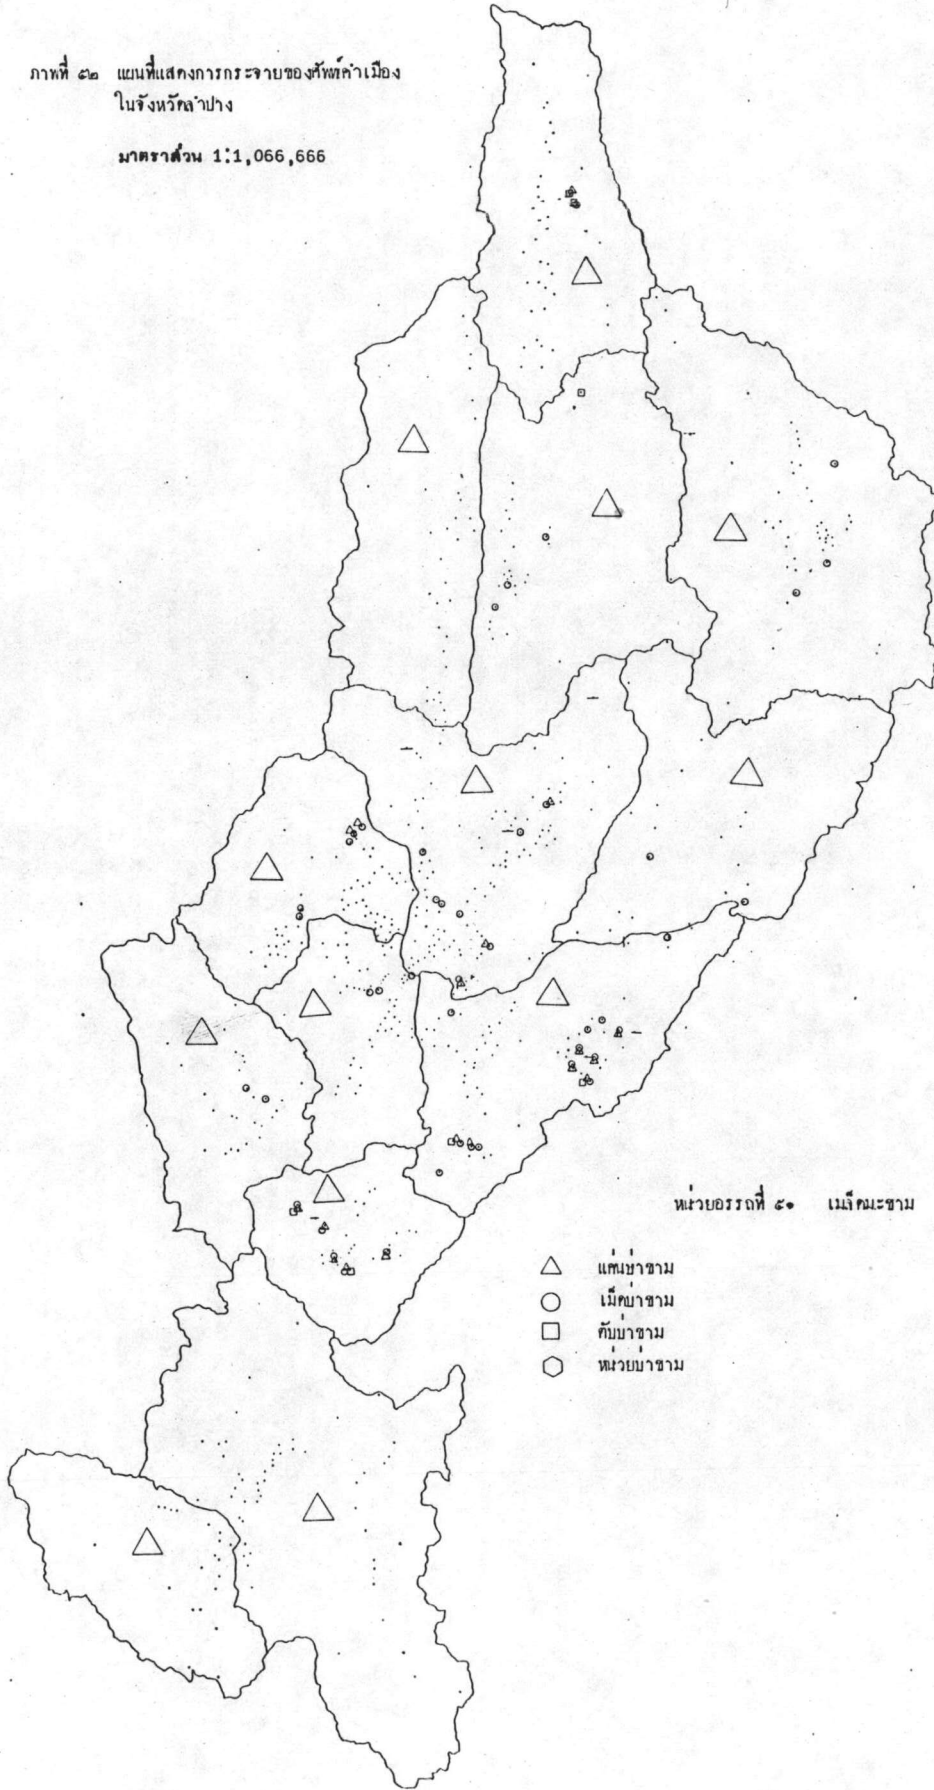 ภาพที่ ๕๒ แผนที่แสดงการกระจายของศัพท์คำเมือง
ในจังหวัดลำปาง
มาตราส่วน 1:1,066,666
หน่วยอรรถที่ ๕๑ เมล็ดมะขาม
แก่นบ่าขาม
เม็ดบ่าขาม
ตับบ่าขาม
หน่วยบ่าขาม